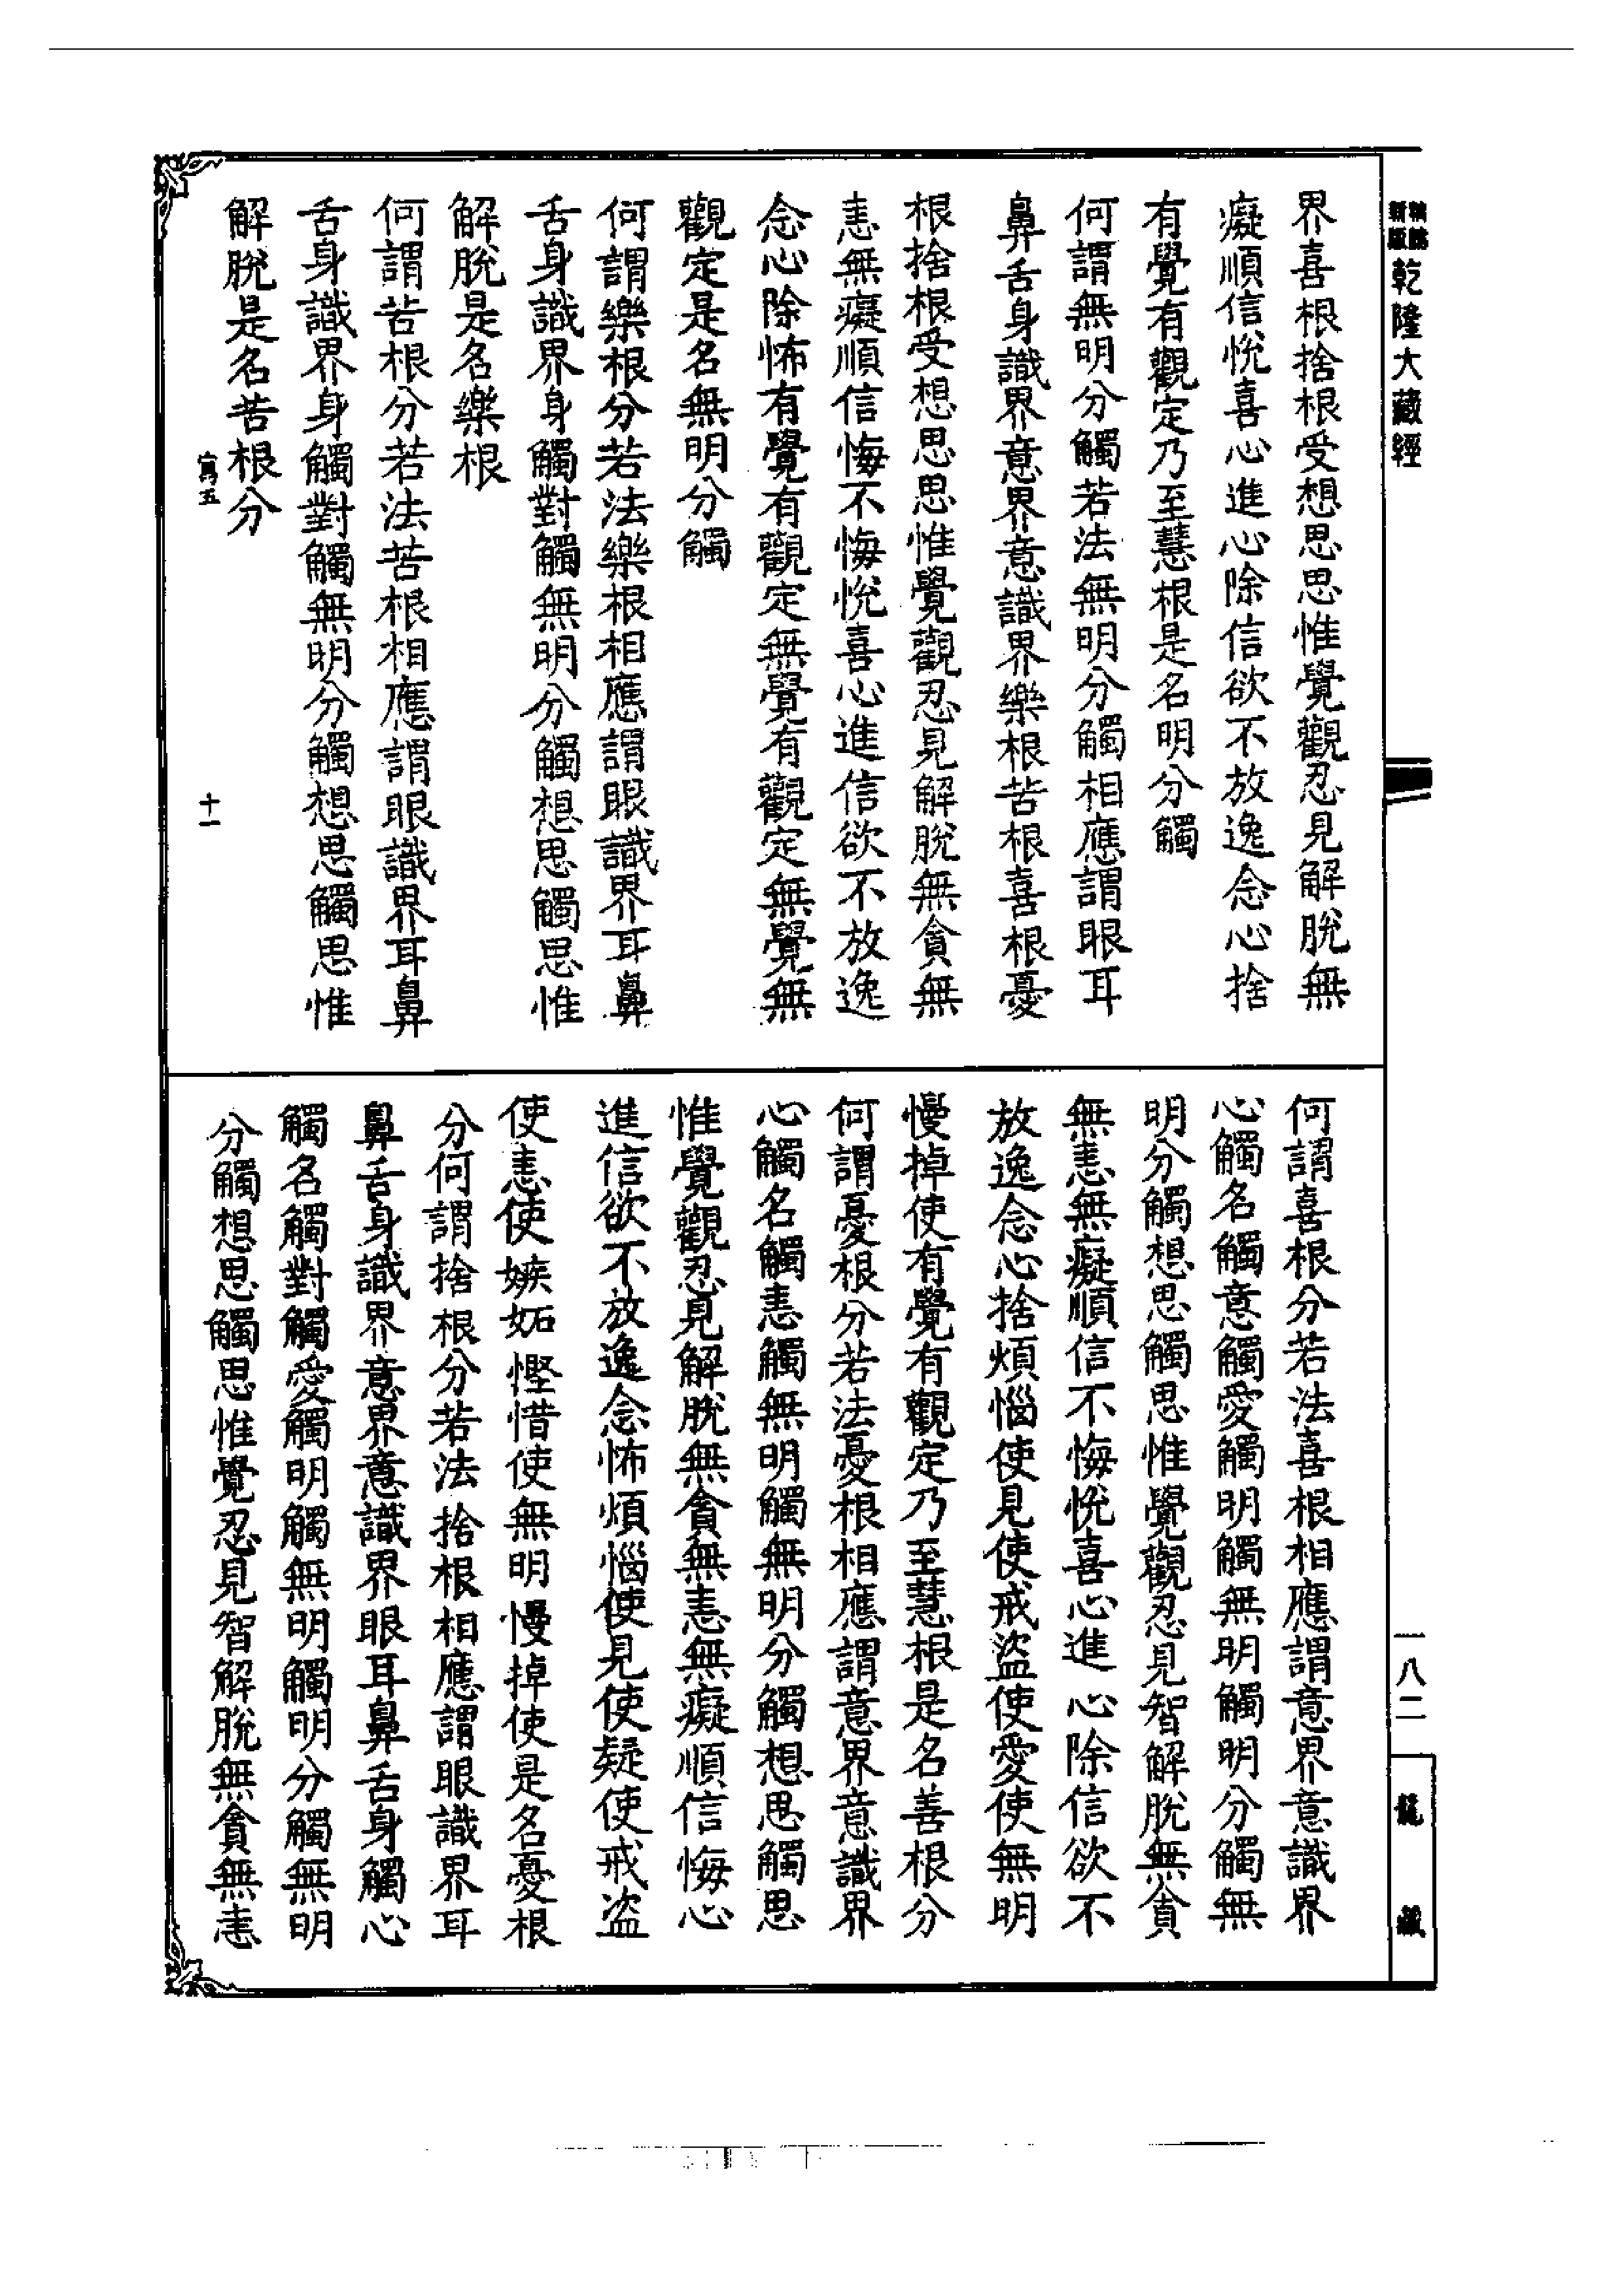 乾隆大藏經
界喜根捨根受想思思惟覺觀忍見解脫無
癡順信悅喜心進心除信欲不放逸念心捨
有覺有觀定乃至慧根是名明分觸
何謂無明分觸若法無明分觸相應謂眼耳
鼻舌身識界意界意識界樂根苦根喜根憂
根捨根受想思思惟覺觀忍見解脫無貪無
恚無癡順信悔不悔悅喜心進信欲不放逸
念心除怖有覺有觀定無覺有觀定無覺無
觀定是名無明分觸
何謂樂根分若法樂根相應謂眼識界耳鼻
舌身識界身觸對觸無明分觸想思觸思惟
解脫是名樂根
何謂苦根分若法苦根相應謂眼識界耳鼻
舌身識界身觸對觸無明分觸想思觸思惟
解脫是名苦根分
寫五
十一
何謂喜根分若法喜根相應謂意界意識界
心觸名觸意觸愛觸明觸無明觸明分觸無
明分觸想思觸思惟覺觀忍見智解脫無貪
無恚無癡順信不悔悅喜心進心除信欲不
放逸念心捨煩惱使見使戒盜使愛使無明
慢掉使有覺有觀定乃至慧根是名善根分
何謂憂根分若法憂根相應謂意界意識界
心觸名觸恚觸無明觸無明分觸想思觸思
惟覺觀忍見解脫無貪無恚無癡順信悔心
進信欲不放逸念怖煩惱使見使疑使戒盜
使恚使嫉妬慳惜使無明慢掉使是名憂根
分何謂捨根分若法捨根相應謂眼識界耳
鼻舌身識界意界意識界眼耳鼻舌身觸心
觸名觸對觸愛觸明觸無明觸明分觸無明
分觸想思觸思惟覺忍見智解脫無貪無恚
一八二
龍藏